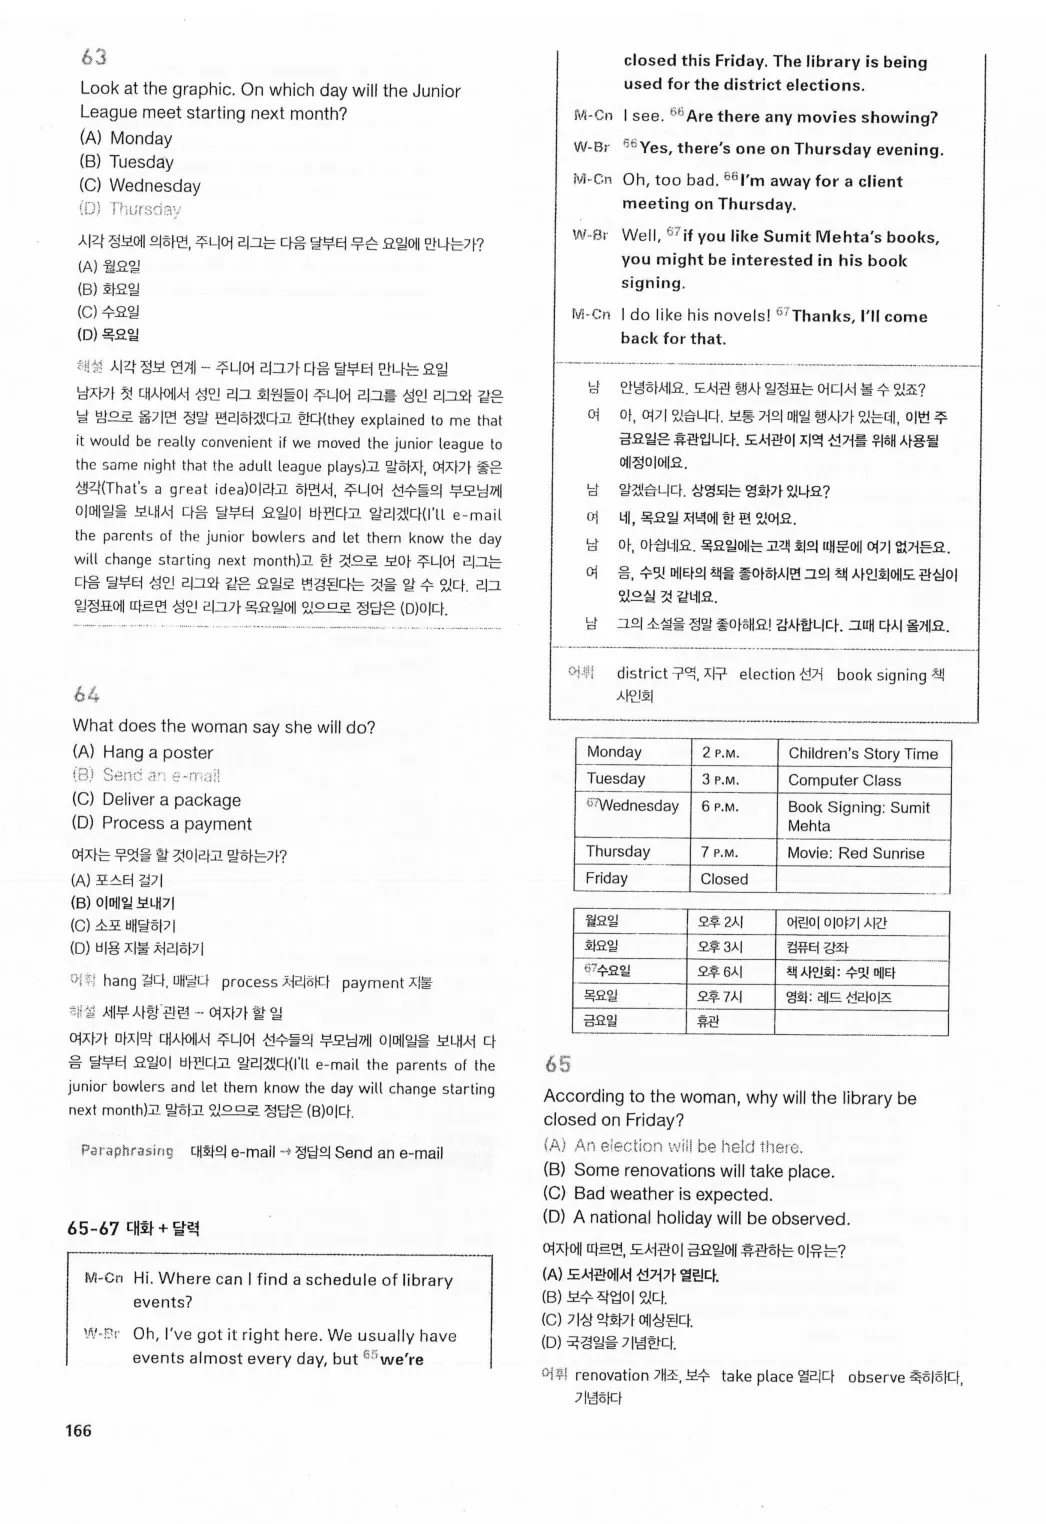 63
Look at the graphic. On which day will the Junior
League meet starting next month?
(A) Monday
(B) Tuesday
(C) Wednesday
(D) Thursday
시각 정보에 의하면, 주니어 리그는 다음 달부터 무슨 요일에 만나는가?
(A) 월요일
(B) 화요일
(C) 수요일
(D) 목요일
해설 시각 정보 연계 – 주니어 리그가 다음 달부터 만나는 요일
남자가 첫 대사에서 성인 리그 회원들이 주니어 리그를 성인 리그와 같은
날 밤으로 옮기면 정말 편리하겠다고 한다(they explained to me that
it would be really convenient if we moved the junior league to
the same night that the adult league plays)고 말하자, 여자가 좋은
생각(That's a great idea)이라고 하면서, 주니어 선수들의 부모님께
이메일을 보내서 다음 달부터 요일이 바뀐다고 알리겠다(I'll e-mail
the parents of the junior bowlers and let them know the day
will change starting next month)고 한 것으로 보아 주니어 리그는
다음 달부터 성인 리그와 같은 요일로 변경된다는 것을 알 수 있다. 리그
일정표에 따르면 성인 리그가 목요일에 있으므로 정답은 (D)이다.
64
What does the woman say she will do?
(A) Hang a poster
(B) Send an e-mail
(C) Deliver a package
(D) Process a payment
여자는 무엇을 할 것이라고 말하는가?
(A) 포스터 걸기
(B) 이메일 보내기
(C) 소포 배달하기
(D) 비용 지불 처리하기
어휘 hang 걸다, 매달다 process 처리하다 payment 지불
해설 세부 사항 관련 – 여자가 할 일
여자가 마지막 대사에서 주니어 선수들의 부모님께 이메일을 보내서 다
음 달부터 요일이 바뀐다고 알리겠다(I'll e-mail the parents of the
junior bowlers and let them know the day will change starting
next month)고 말하고 있으므로 정답은 (B)이다.
Paraphrasing 대화의 e-mail → 정답의 Send an e-mail
65-67 대화 + 달력
M-Cn Hi. Where can I find a schedule of library
events?
W-Br Oh, I've got it right here. We usually have
events almost every day, but 65we're
166
closed this Friday. The library is being
used for the district elections.
M-Cn I see. 66Are there any movies showing?
W-Br 66Yes, there's one on Thursday evening.
M-Cn Oh, too bad. 66I'm away for a client
meeting on Thursday.
W-Br Well, 67if you like Sumit Mehta's books,
you might be interested in his book
signing.
M-Cn I do like his novels! 67Thanks, I'll come
back for that.
남 안녕하세요. 도서관 행사 일정표는 어디서 볼 수 있죠?
여 아, 여기 있습니다. 보통 거의 매일 행사가 있는데, 이번 주
금요일은 휴관입니다. 도서관이 지역 선거를 위해 사용될
예정이에요.
남 알겠습니다. 상영되는 영화가 있나요?
여 네, 목요일 저녁에 한 편 있어요.
남 아, 아쉽네요. 목요일에는 고객 회의 때문에 여기 없거든요.
여 음, 수밋 메타의 책을 좋아하시면 그의 책 사인회에도 관심이
있으실 것 같네요.
남 그의 소설을 정말 좋아해요! 감사합니다. 그때 다시 올게요.
어휘 district 구역, 지구 election 선거 book signing 책
사인회
Monday 2 P.M. Children's Story Time
Tuesday 3 P.M. Computer Class
67Wednesday 6 P.M. Book Signing: Sumit
Mehta
Thursday 7 P.M. Movie: Red Sunrise
Friday Closed
월요일 오후 2시 어린이 이야기 시간
화요일 오후 3시 컴퓨터 강좌
67수요일 오후 6시 책 사인회: 수밋 메타
목요일 오후 7시 영화: 레드 선라이즈
금요일 휴관
65
According to the woman, why will the library be
closed on Friday?
(A) An election will be held there.
(B) Some renovations will take place.
(C) Bad weather is expected.
(D) A national holiday will be observed.
여자에 따르면, 도서관이 금요일에 휴관하는 이유는?
(A) 도서관에서 선거가 열린다.
(B) 보수 작업이 있다.
(C) 기상 악화가 예상된다.
(D) 국경일을 기념한다.
어휘 renovation 개조, 보수 take place 열리다 observe 축하하다,
기념하다